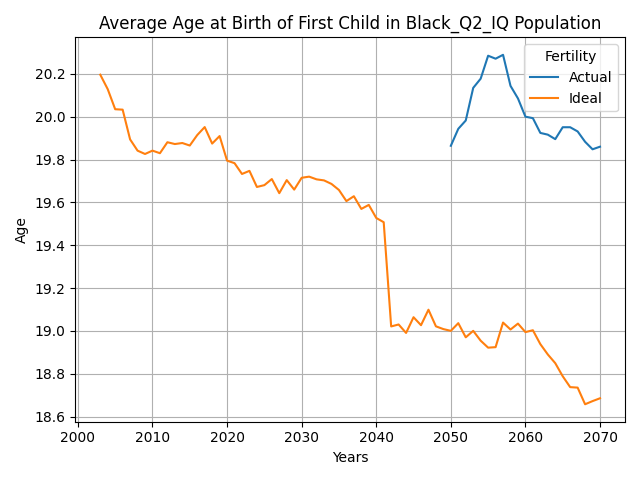 Average Age at Birth of First Child in Black_Q2_IQ Population
Fertility
Actual
Ideal
Age
20.2
20.0
19.8
19.6
19.4
19.2
19.0
18.8
18.6
2000 2010 2020 2030 2040 2050 2060 2070
Years